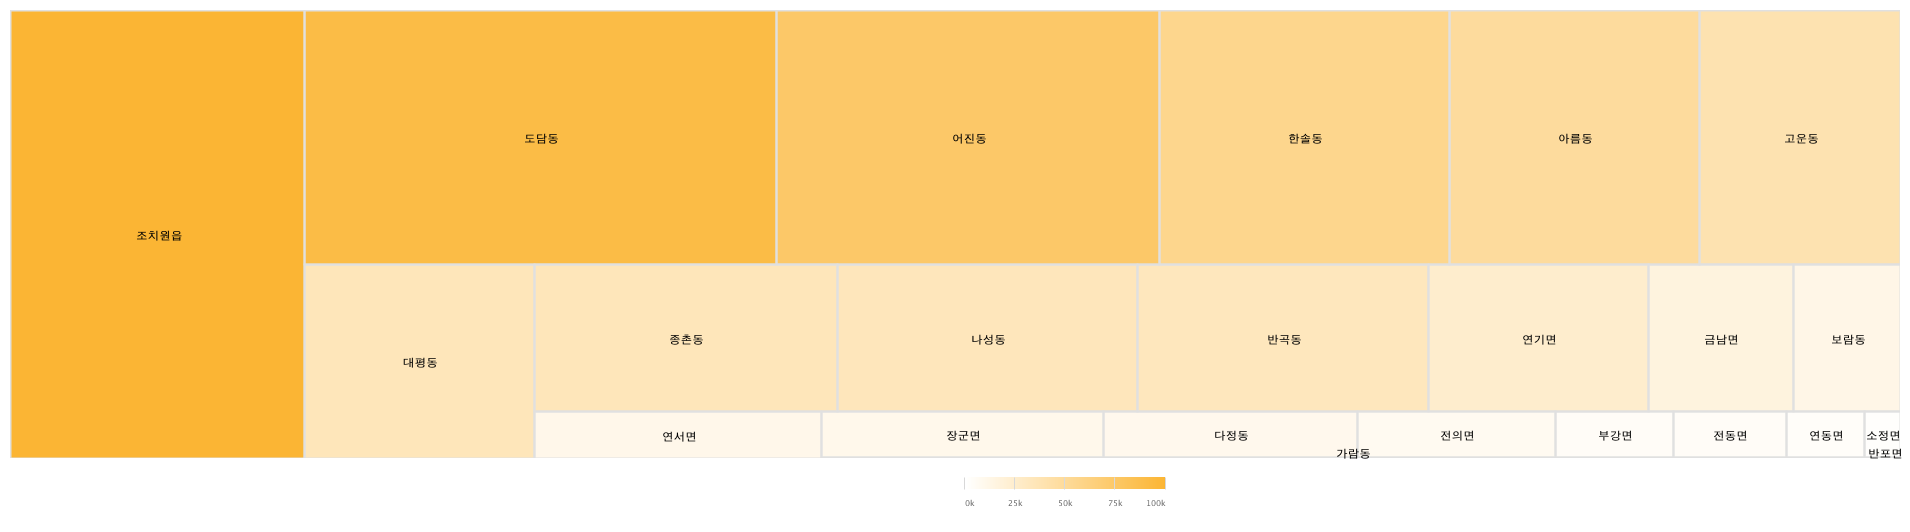 조치원읍
도담동
어진동
한솔동
아름동
고운동
대평동
종촌동
나성동
반곡동
연기면
금남면
보람동
연서면
장군면
다정동
전의면
부강면
전동면
연동면
소정면
가람동
반포면
0k 25k 50k 75k 100k